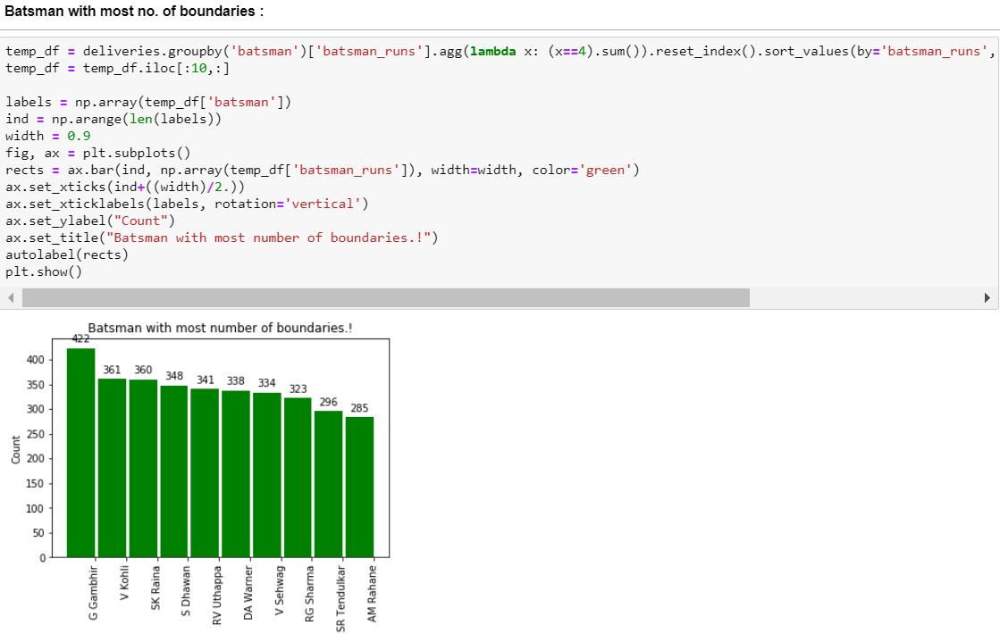 Batsman with most no. of boundaries :
temp_df = deliveries.groupby('batsman')['batsman_runs'].agg(lambda x: (x==4).sum()).reset_index().sort_values(by='batsman_runs',
temp_df = temp_df.iloc[:10,:]
labels = np.array(temp_df['batsman'])
ind = np.arange(len(labels))
width = 0.9
fig, ax = plt.subplots()
rects = ax.bar(ind, np.array(temp_df['batsman_runs']), width=width, color='green')
ax.set_xticks(ind+((width)/2.))
ax.set_xticklabels(labels, rotation='vertical')
ax.set_ylabel("Count")
ax.set_title("Batsman with most number of boundaries.!")
autolabel(rects)
plt.show()
Batsman with most number of boundaries.!
422
361
360
348
341
338
334
323
296
285
400
350
300
250
200
150
100
50
0
Count
G Gambhir
V Kohli
SK Raina
S Dhawan
RV Uthappa
DA Warner
V Sehwag
RG Sharma
SR Tendulkar
AM Rahane